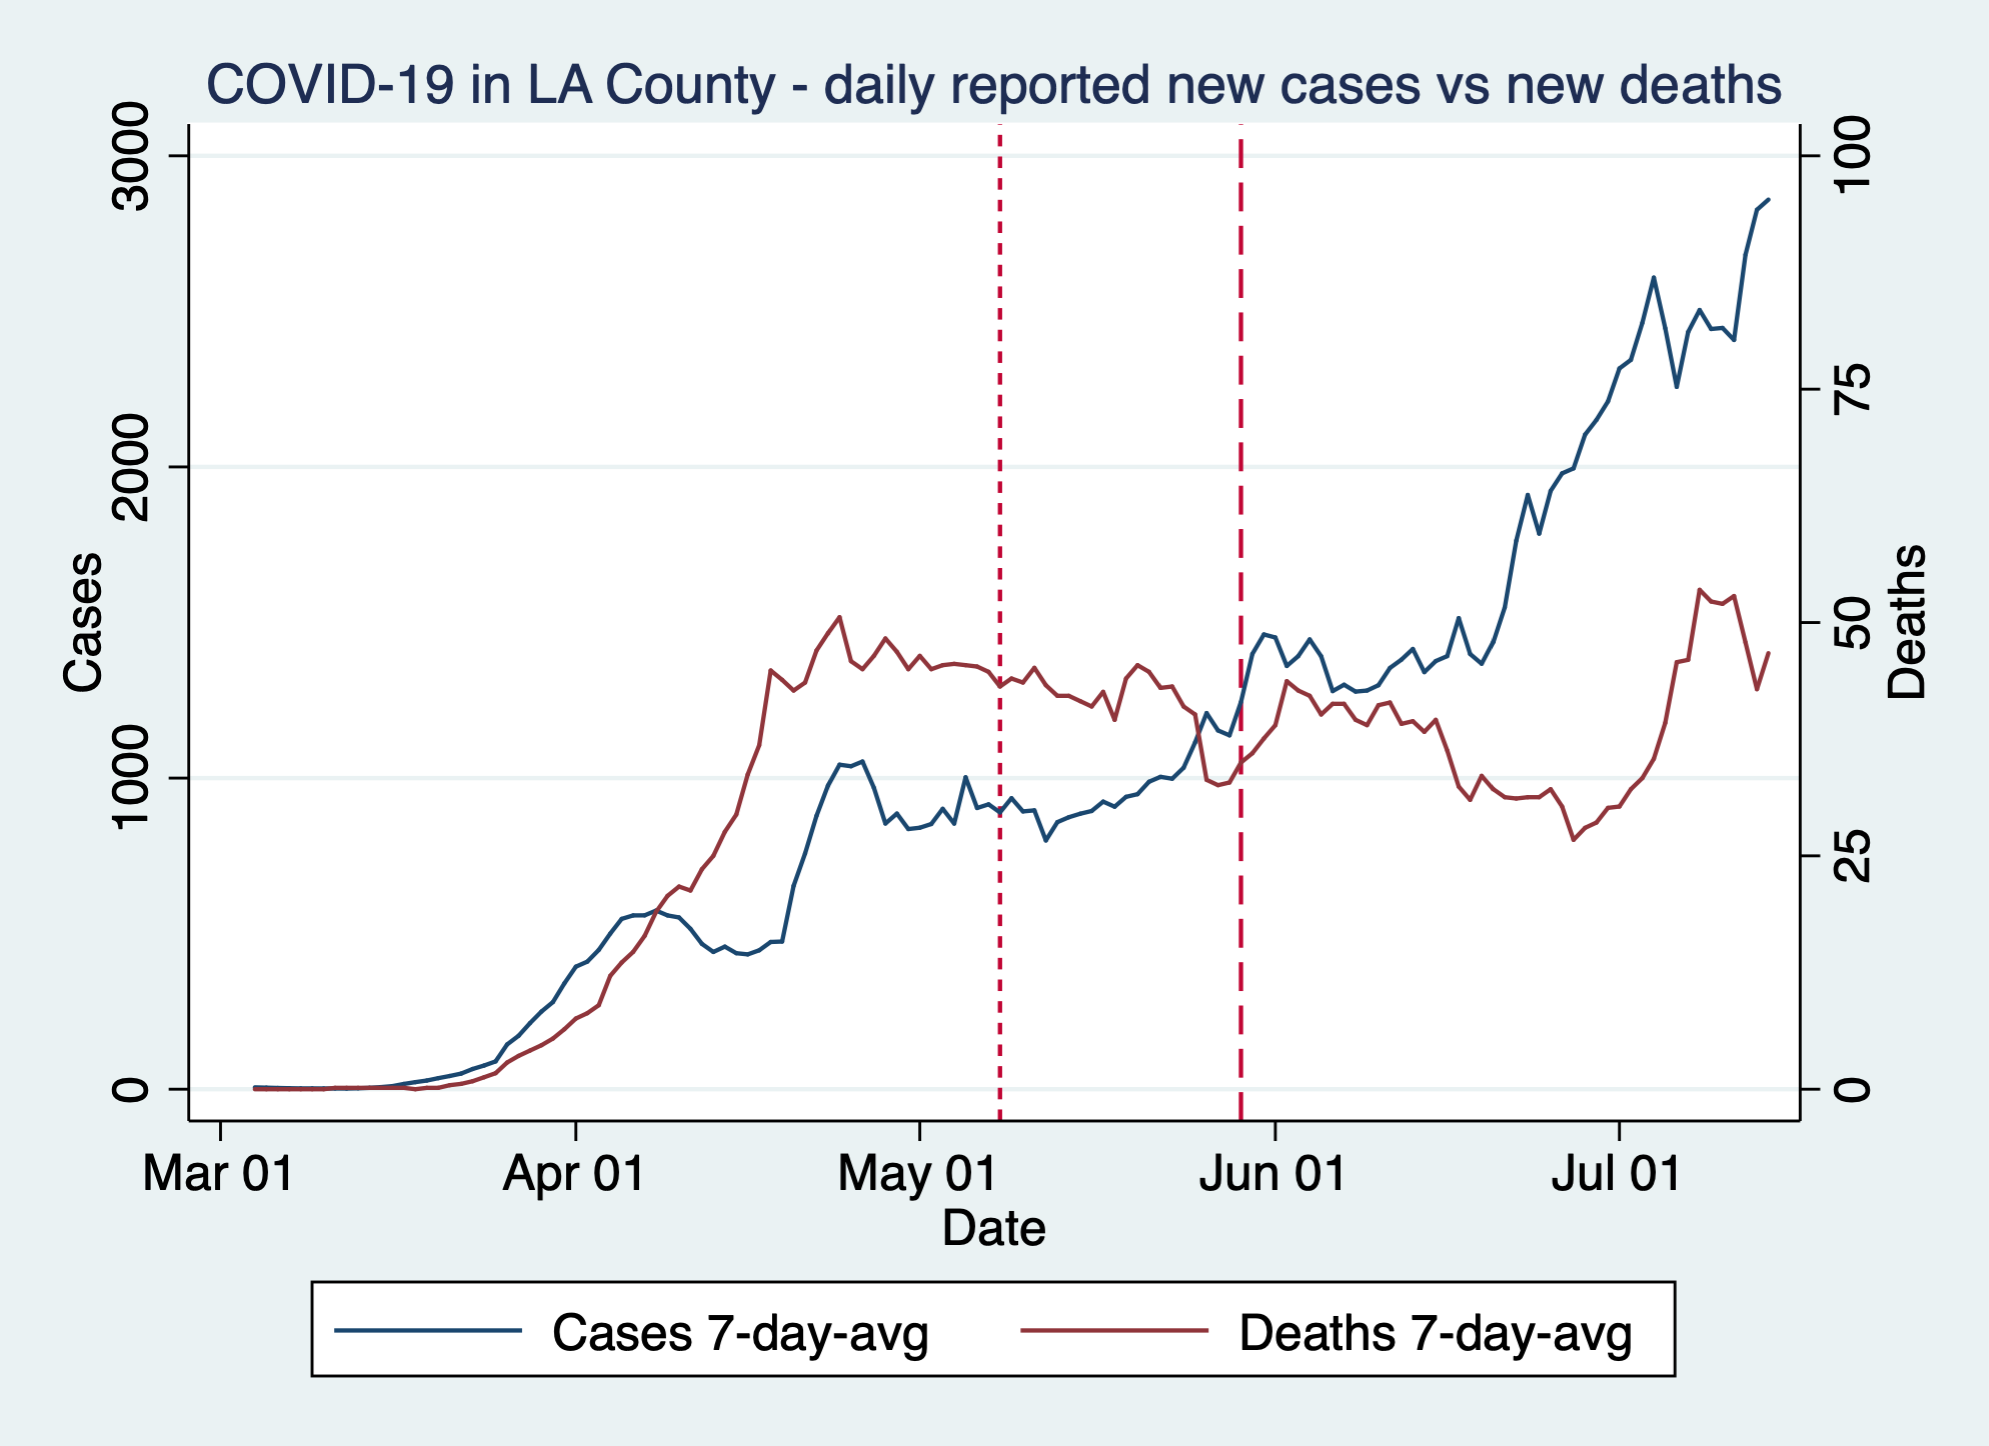 COVID-19 in LA County - daily reported new cases vs new deaths
Cases
3000
2000
1000
0
Deaths
100
75
50
25
0
Mar 01 Apr 01 May 01 Jun 01 Jul 01
Date
Cases 7-day-avg Deaths 7-day-avg